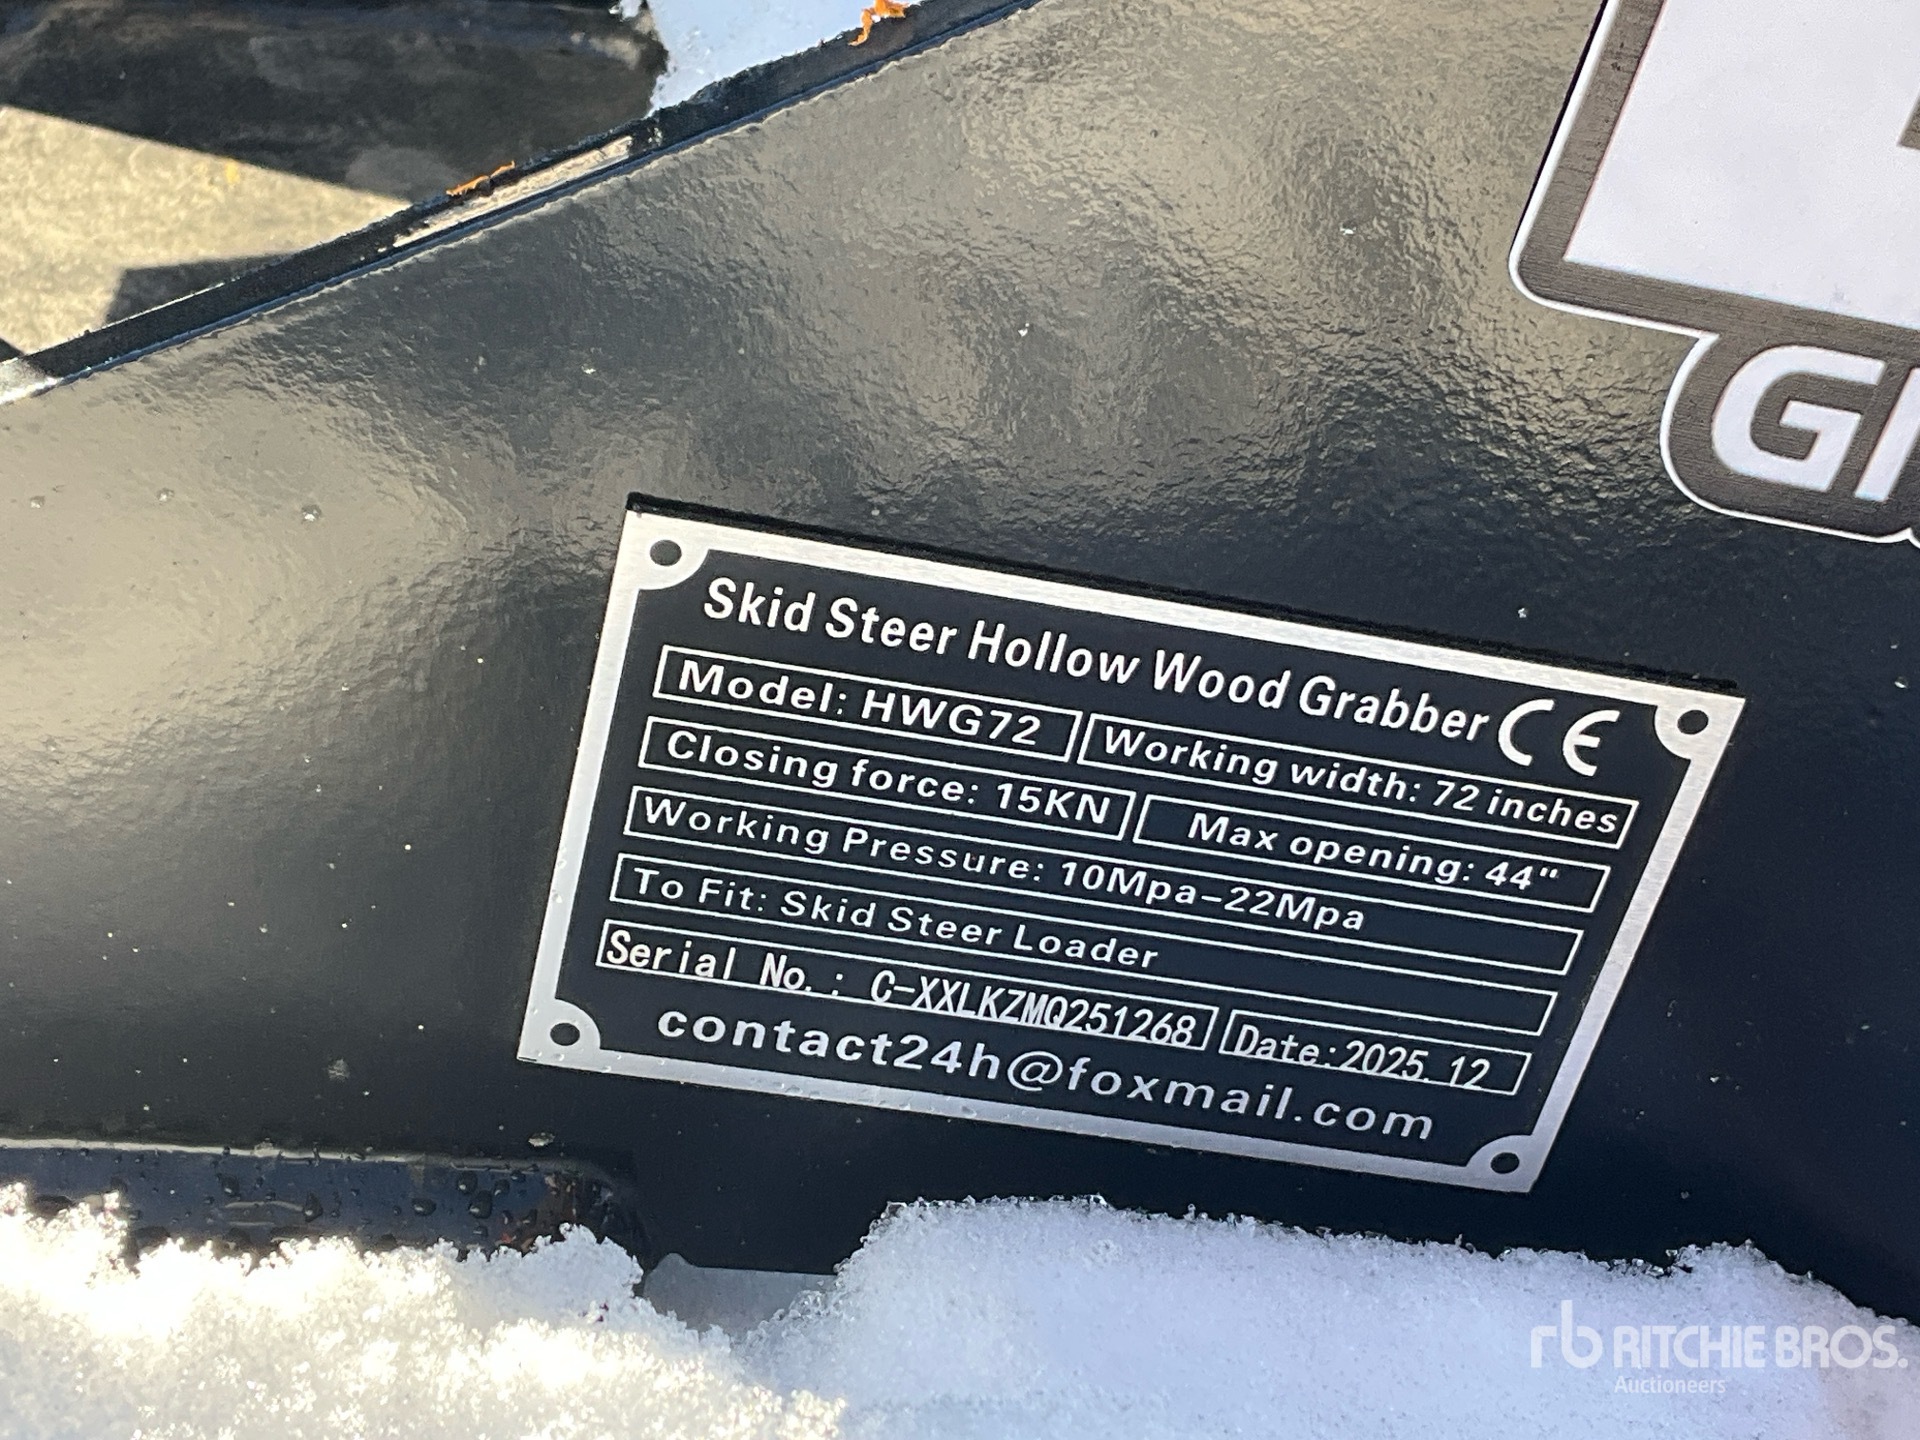 Skid Steer Hollow Wood Grabber CE
Model: HWG72
Working width: 72 inches
Closing force: 15KN
Max opening: 44"
Working Pressure: 10Mpa-22Mpa
To Fit: Skid Steer Loader
Serial No.: C-XXLKZMQ251268
Date:2025.12
contact24h@foxmail.com
rb RITCHIE BROS.
Auctioneers